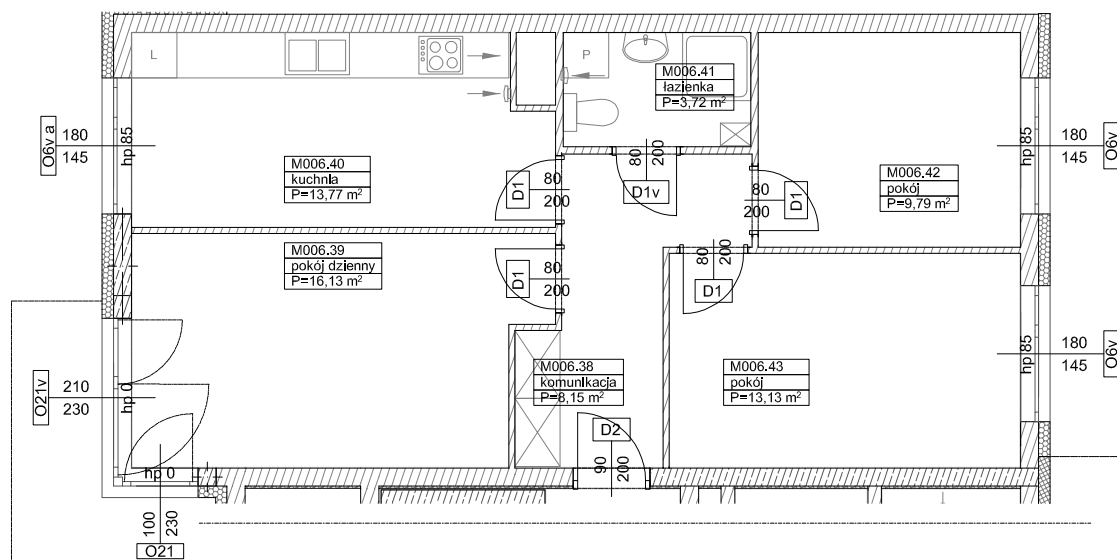 L
P
M006.41
łazienka
P=3,72 m²
O6v a
180
145
hp 85
M006.40
kuchnia
P=13,77 m²
D1
80
200
80
200
D1v
80
200
D1
M006.42
pokój
P=9,79 m²
hp 85
180
145
O6v
M006.39
pokój dzienny
P=16,13 m²
D1
80
200
80
200
D1
O21v
210
230
hp 0
M006.38
komunikacja
P=8,15 m²
M006.43
pokój
P=13,13 m²
hp 85
180
145
O6v
D2
90
200
hp 0
100
230
O21